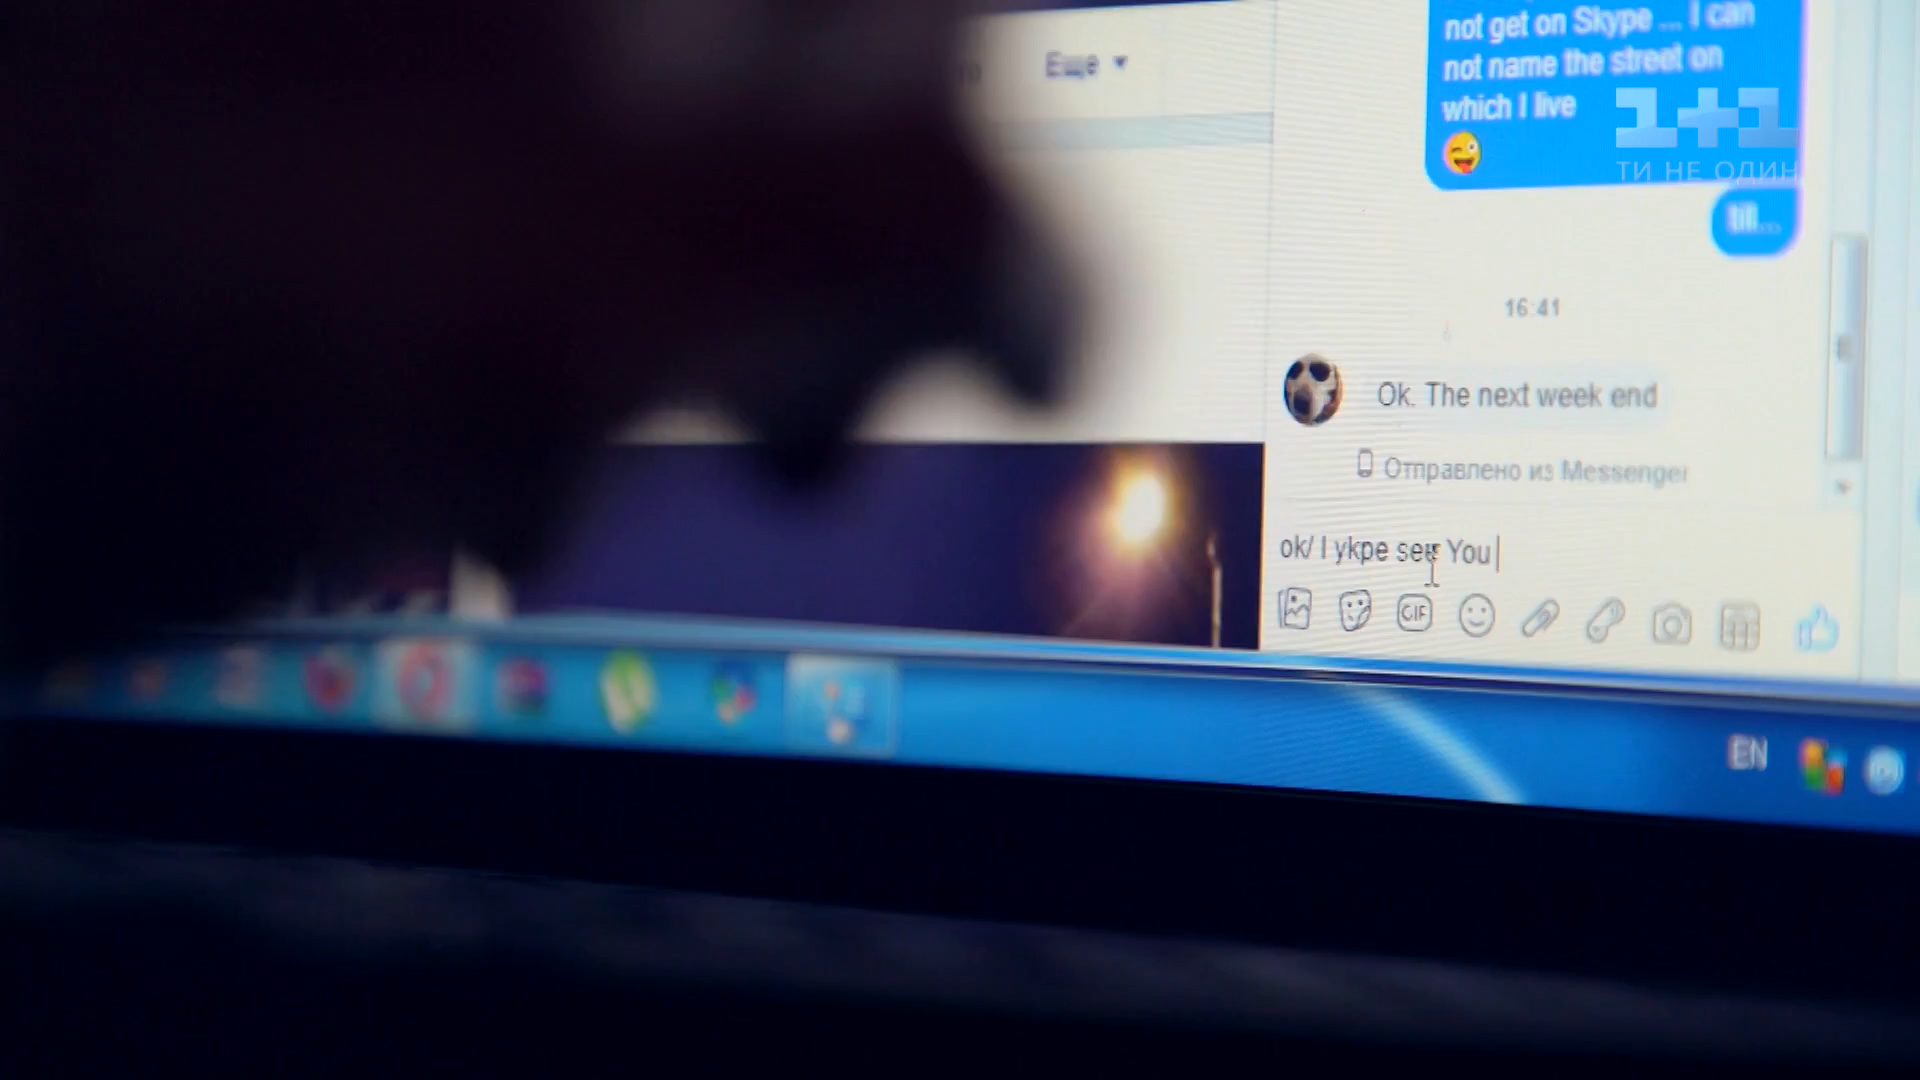 Еще
not get on Skype ... I can
not name the street on
which I live
1+1
ТИ НЕ ОДИН
till...
16:41
Ok. The next week end
Отправлено из Messenger
ok/ I ykpe see You
GIF
EN